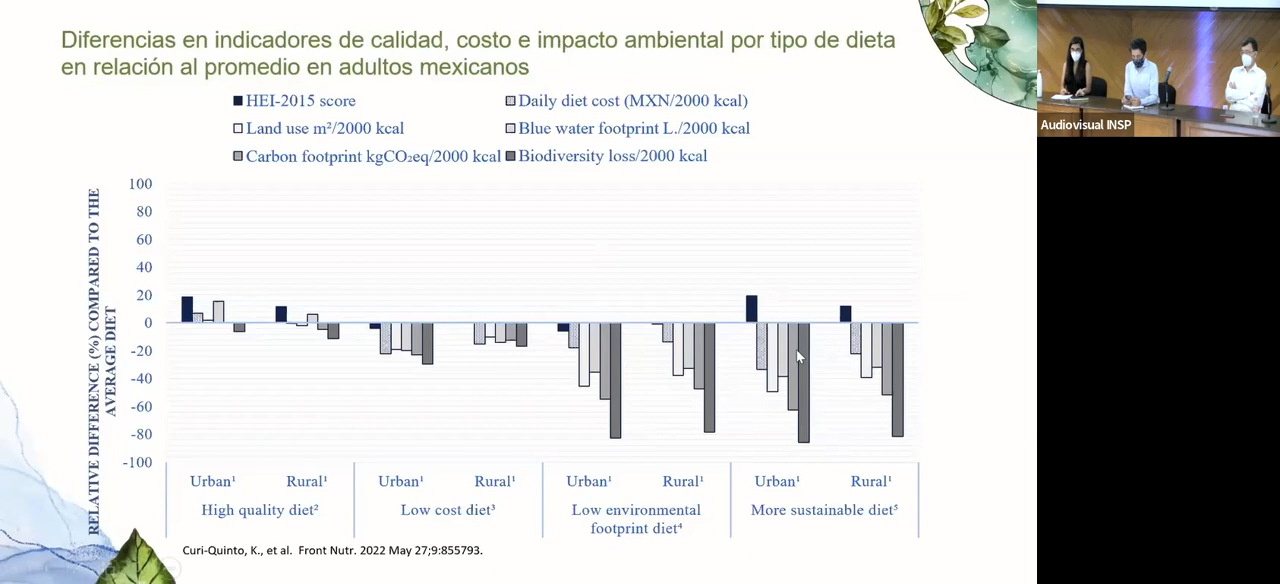 Diferencias en indicadores de calidad, costo e impacto ambiental por tipo de dieta
en relación al promedio en adultos mexicanos
HEI-2015 score
Daily diet cost (MXN/2000 kcal)
Land use m²/2000 kcal
Blue water footprint L./2000 kcal
Carbon footprint kgCO₂eq/2000 kcal
Biodiversity loss/2000 kcal
RELATIVE DIFFERENCE (%) COMPARED TO THE
AVERAGE DIET
100
80
60
40
20
0
-20
-40
-60
-80
-100
Urban¹ Rural¹ Urban¹ Rural¹ Urban¹ Rural¹ Urban¹ Rural¹
High quality diet²
Low cost diet³
Low environmental
footprint diet⁴
More sustainable diet⁵
Curi-Quinto, K., et al. Front Nutr. 2022 May 27;9:855793.
Audiovisual INSP